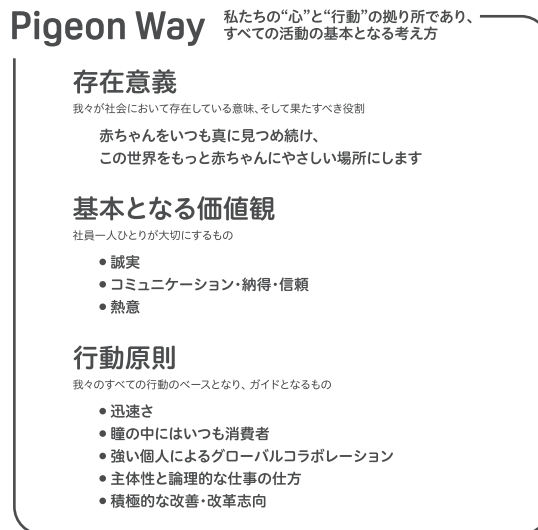 Pigeon Way
私たちの“心”と“行動”の拠り所であり、
すべての活動の基本となる考え方
存在意義
我々が社会において存在している意味、そして果たすべき役割
赤ちゃんをいつも真に見つめ続け、
この世界をもっと赤ちゃんにやさしい場所にします
基本となる価値観
社員一人ひとりが大切にするもの
● 誠実
● コミュニケーション・納得・信頼
● 熱意
行動原則
我々のすべての行動のベースとなり、ガイドとなるもの
● 迅速さ
● 瞳の中にはいつも消費者
● 強い個人によるグローバルコラボレーション
● 主体性と論理的な仕事の仕方
● 積極的な改善・改革志向